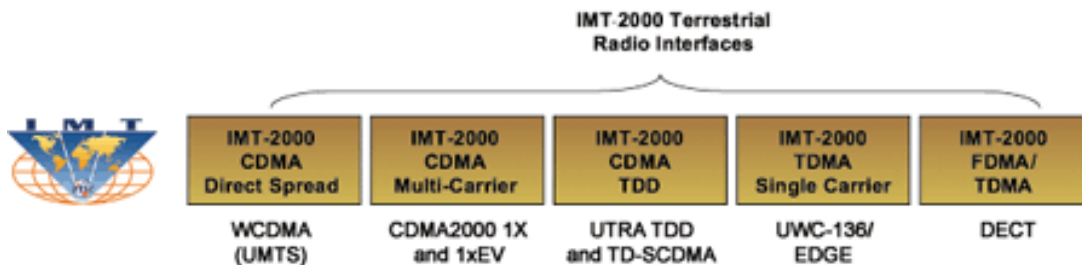 IMT-2000 Terrestrial
Radio Interfaces
IMT
IMT-2000
CDMA
Direct Spread
IMT-2000
CDMA
Multi-Carrier
IMT-2000
CDMA
TDD
IMT-2000
TDMA
Single Carrier
IMT-2000
FDMA/
TDMA
WCDMA
(UMTS)
CDMA2000 1X
and 1xEV
UTRA TDD
and TD-SCDMA
UWC-136/
EDGE
DECT